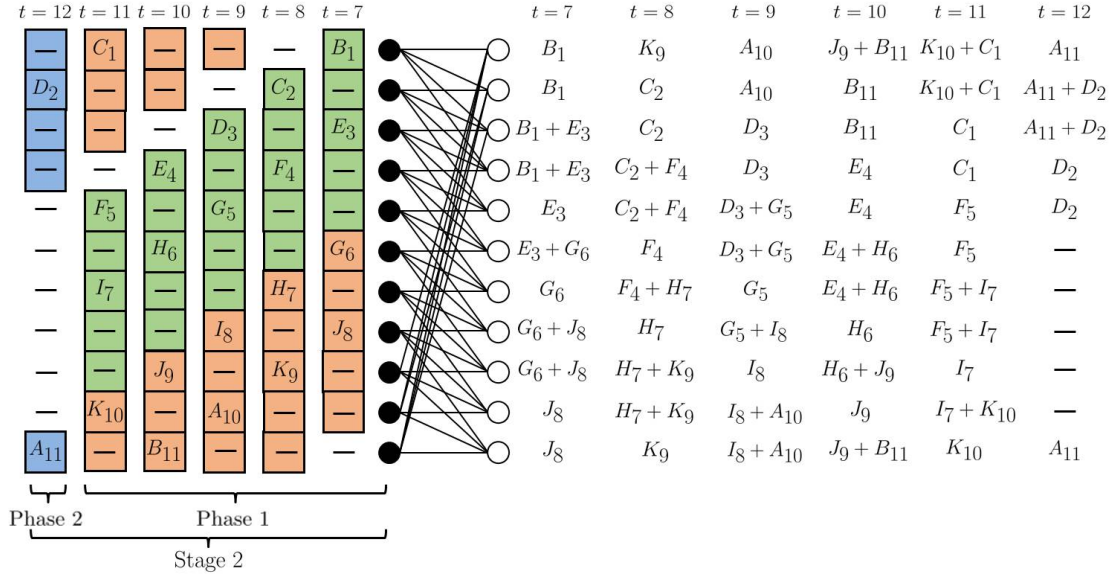 t = 12 t = 11 t = 10 t = 9 t = 8 t = 7 t = 7 t = 8 t = 9 t = 10 t = 11 t = 12
— C₁ — — — B₁ B₁ K₉ A₁₀ J₉ + B₁₁ K₁₀ + C₁ A₁₁
D₂ — — — C₂ — B₁ C₂ A₁₀ B₁₁ K₁₀ + C₁ A₁₁ + D₂
— — — D₃ — E₃ B₁ + E₃ C₂ D₃ B₁₁ C₁ A₁₁ + D₂
— — E₄ — F₄ — B₁ + E₃ C₂ + F₄ D₃ E₄ C₁ D₂
— F₅ — G₅ — — E₃ C₂ + F₄ D₃ + G₅ E₄ F₅ D₂
— — H₆ — — G₆ E₃ + G₆ F₄ D₃ + G₅ E₄ + H₆ F₅ —
— I₇ — — H₇ — G₆ F₄ + H₇ G₅ E₄ + H₆ F₅ + I₇ —
— — — I₈ — J₈ G₆ + J₈ H₇ G₅ + I₈ H₆ F₅ + I₇ —
— — J₉ — K₉ — G₆ + J₈ H₇ + K₉ I₈ H₆ + J₉ I₇ —
— K₁₀ — A₁₀ — — J₈ H₇ + K₉ I₈ + A₁₀ J₉ I₇ + K₁₀ —
A₁₁ — B₁₁ — — — J₈ K₉ I₈ + A₁₀ J₉ + B₁₁ K₁₀ A₁₁
Phase 2 Phase 1
Stage 2